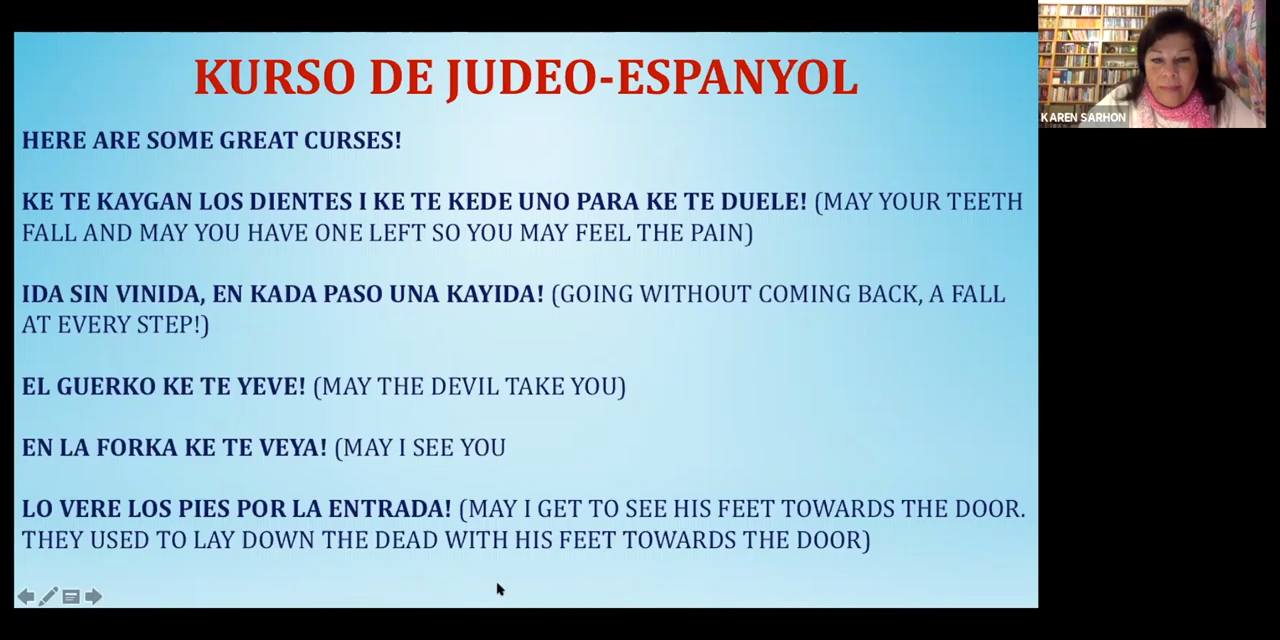 KURSO DE JUDEO-ESPANYOL
KAREN SARHON
HERE ARE SOME GREAT CURSES!
KE TE KAYGAN LOS DIENTES I KE TE KEDE UNO PARA KE TE DUELE! (MAY YOUR TEETH
FALL AND MAY YOU HAVE ONE LEFT SO YOU MAY FEEL THE PAIN)
IDA SIN VINIDA, EN KADA PASO UNA KAYIDA! (GOING WITHOUT COMING BACK, A FALL
AT EVERY STEP!)
EL GUERKO KE TE YEVE! (MAY THE DEVIL TAKE YOU)
EN LA FORKA KE TE VEYA! (MAY I SEE YOU
LO VERE LOS PIES POR LA ENTRADA! (MAY I GET TO SEE HIS FEET TOWARDS THE DOOR.
THEY USED TO LAY DOWN THE DEAD WITH HIS FEET TOWARDS THE DOOR)